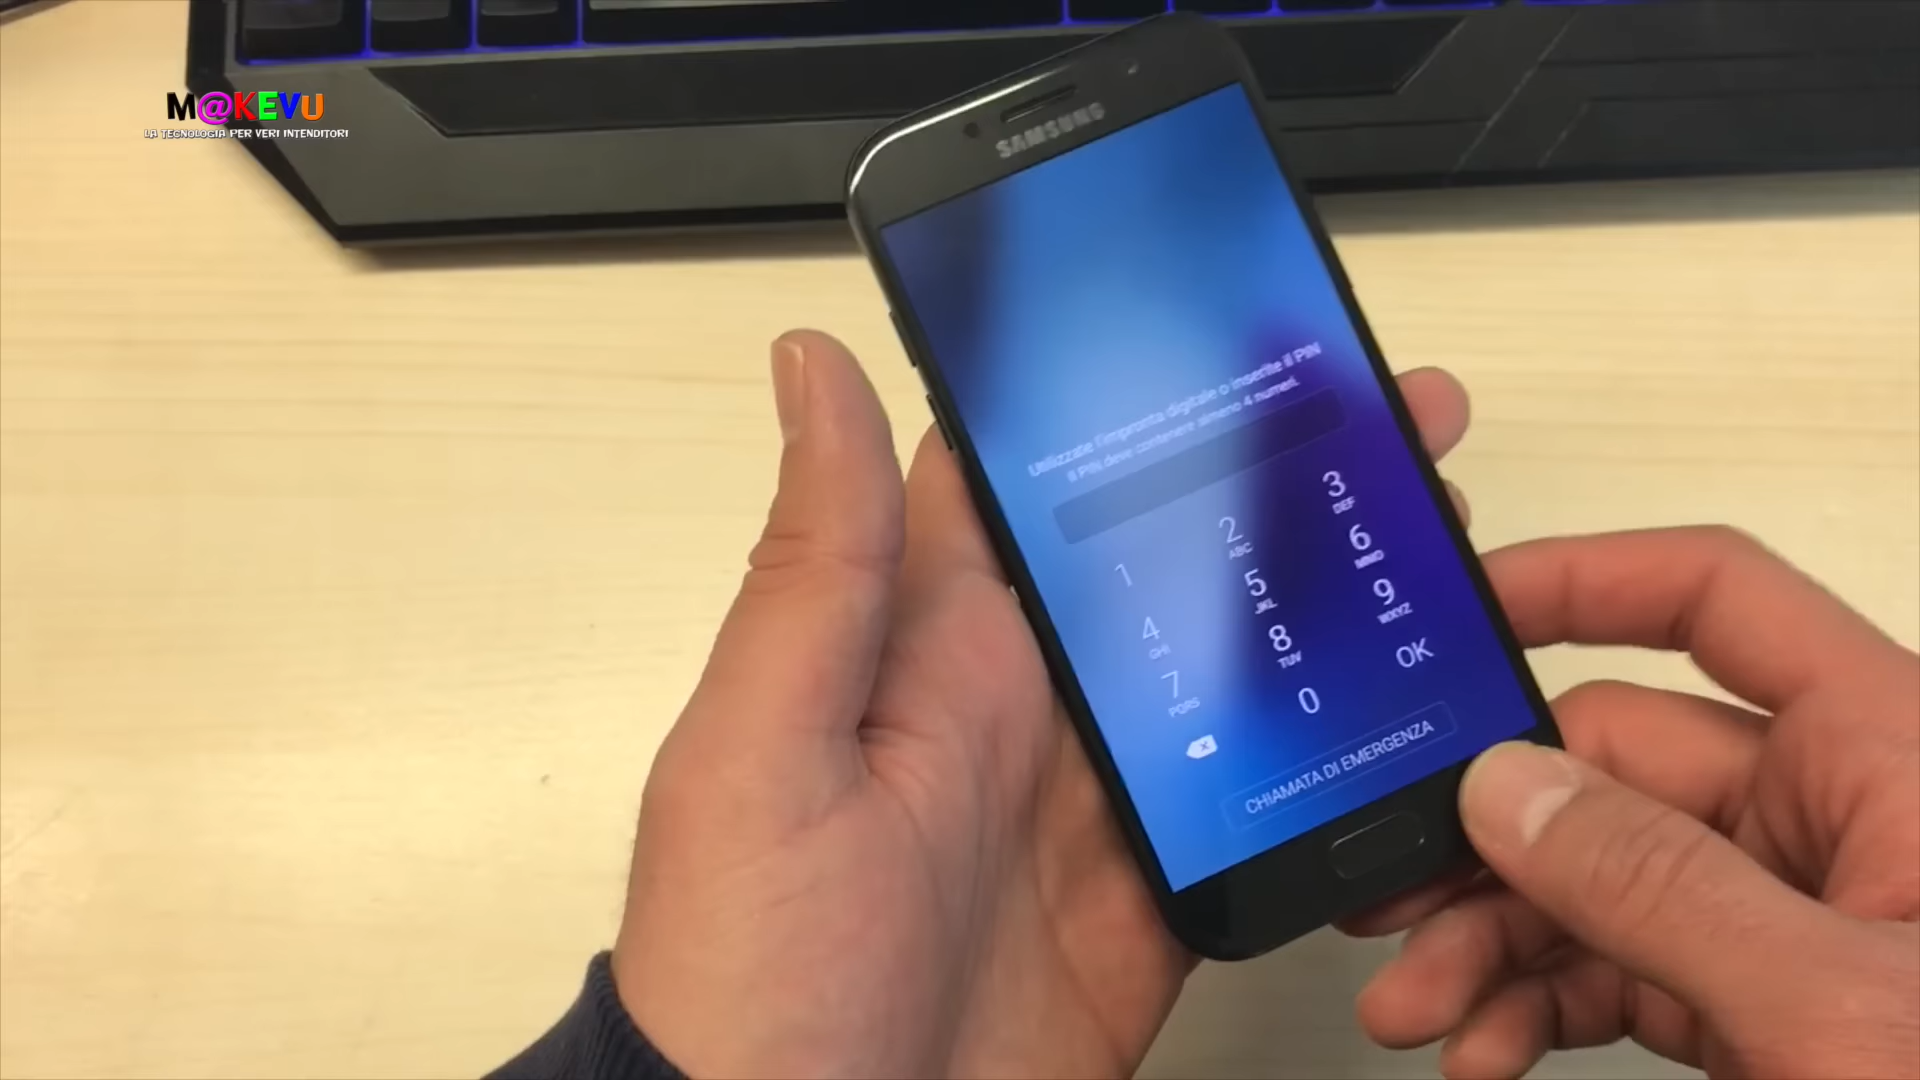 M@KEVU
LA TECNOLOGIA PER VERI INTENDITORI
SAMSUNG
Utilizzate l'impronta digitale o inserite il PIN
Il PIN deve contenere almeno 4 numeri.
1
2
ABC
3
DEF
4
GHI
5
JKL
6
MNO
7
PQRS
8
TUV
9
WXYZ
0
OK
CHIAMATA DI EMERGENZA